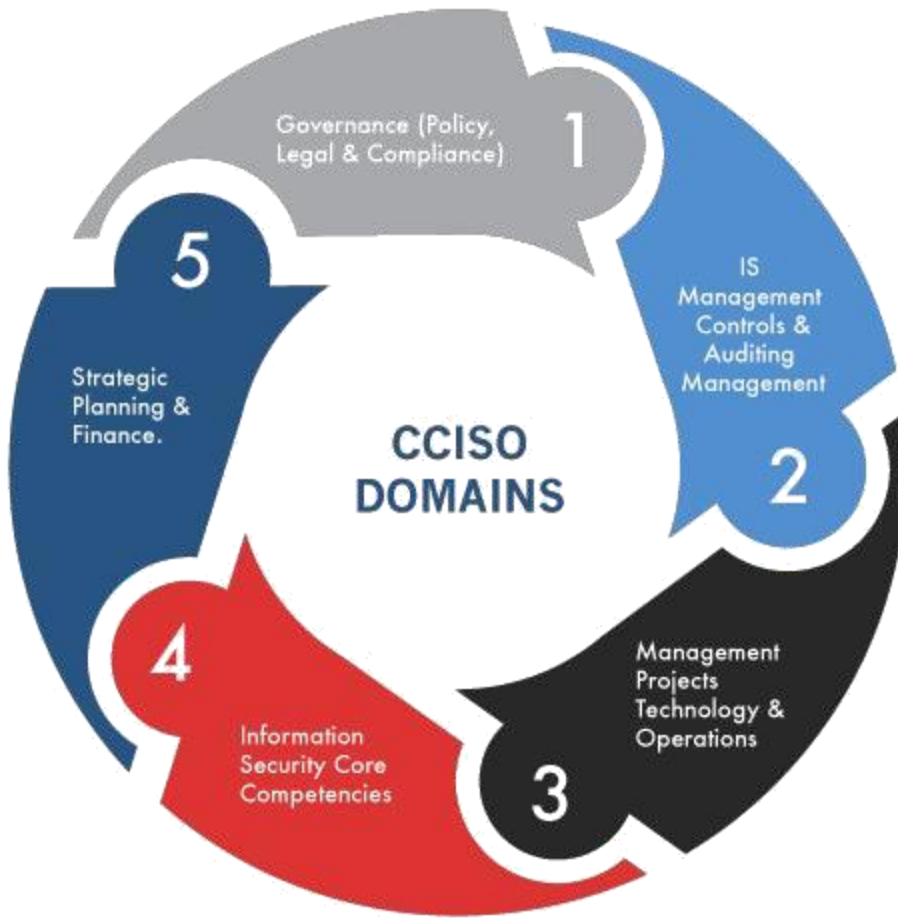 CCISO
DOMAINS
1
Governance (Policy,
Legal & Compliance)
2
IS
Management
Controls &
Auditing
Management
3
Management
Projects
Technology &
Operations
4
Information
Security Core
Competencies
5
Strategic
Planning &
Finance.